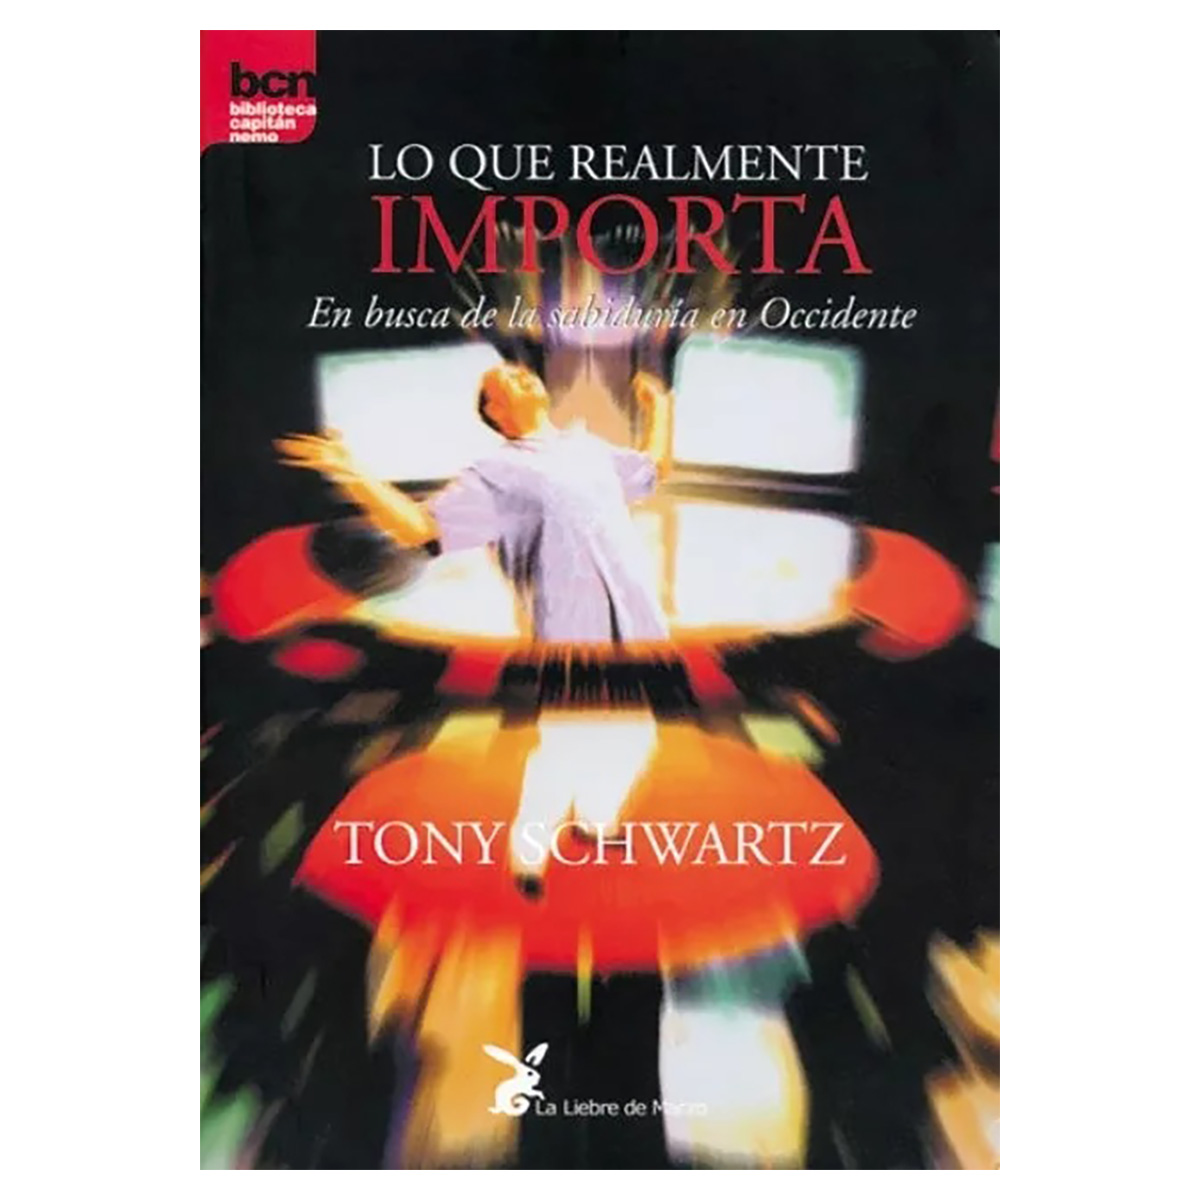 bcn
biblioteca
capitán
nemo
LO QUE REALMENTE
IMPORTA
En busca de la sabiduría en Occidente
TONY SCHWARTZ
La Liebre de Marzo